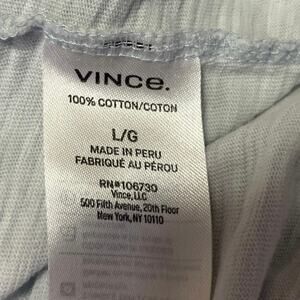 VINCE.
100% COTTON/COTON
L/G
MADE IN PERU
FABRIQUÉ AU PÉROU
RN#106730
Vince, LLC
500 Fifth Avenue, 20th Floor
New York, NY 10110